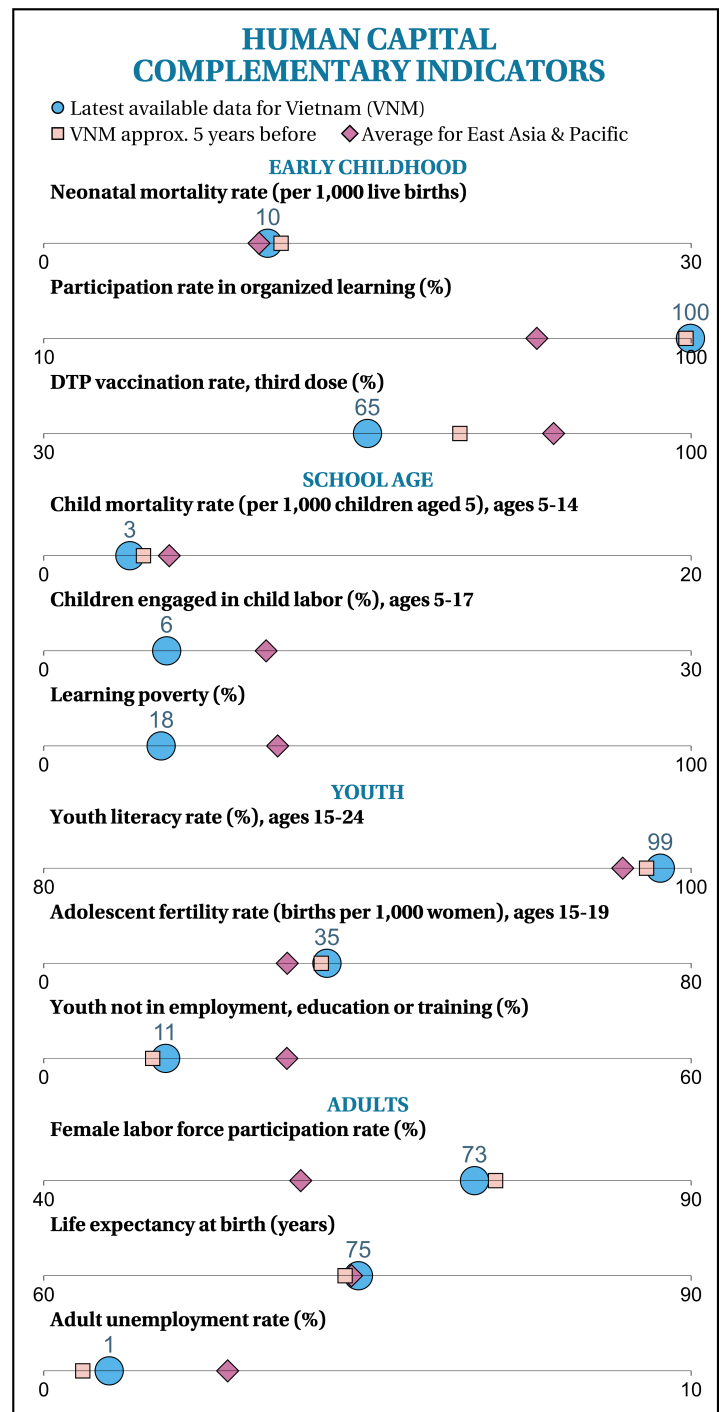 HUMAN CAPITAL
COMPLEMENTARY INDICATORS
Latest available data for Vietnam (VNM)
VNM approx. 5 years before Average for East Asia & Pacific
EARLY CHILDHOOD
Neonatal mortality rate (per 1,000 live births)
10
0 30
Participation rate in organized learning (%)
100
10 100
DTP vaccination rate, third dose (%)
65
30 100
SCHOOL AGE
Child mortality rate (per 1,000 children aged 5), ages 5-14
3
0 20
Children engaged in child labor (%), ages 5-17
6
0 30
Learning poverty (%)
18
0 100
YOUTH
Youth literacy rate (%), ages 15-24
99
80 100
Adolescent fertility rate (births per 1,000 women), ages 15-19
35
0 80
Youth not in employment, education or training (%)
11
0 60
ADULTS
Female labor force participation rate (%)
73
40 90
Life expectancy at birth (years)
75
60 90
Adult unemployment rate (%)
1
0 10